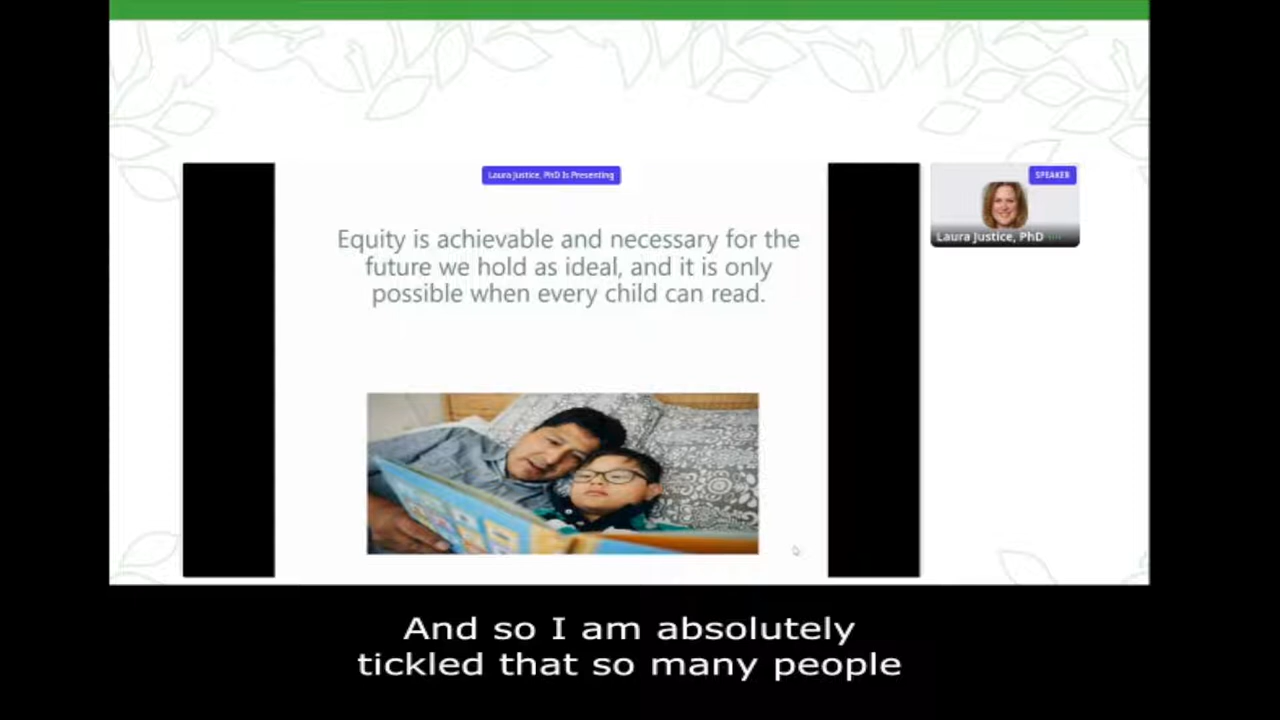 Laura Justice, PhD Is Presenting
SPEAKER
Laura Justice, PhD
Equity is achievable and necessary for the
future we hold as ideal, and it is only
possible when every child can read.
And so I am absolutely
tickled that so many people